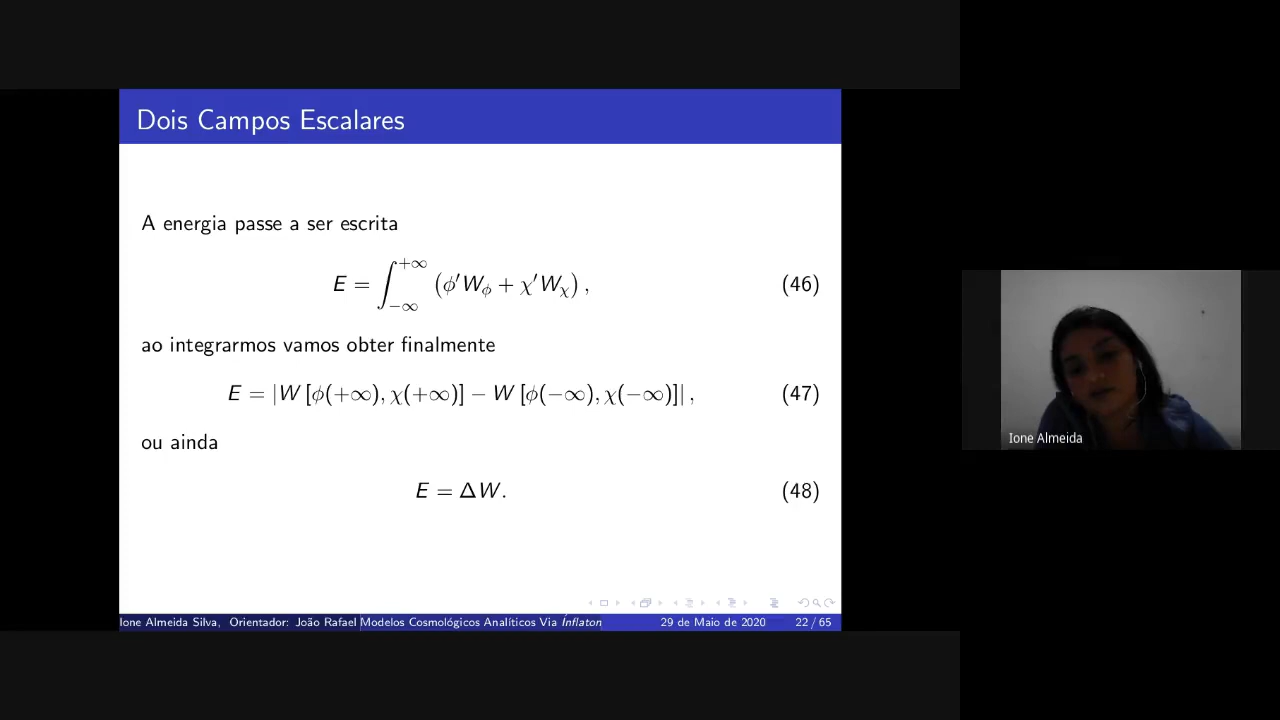 Dois Campos Escalares
A energia passe a ser escrita
E = ∫_{−∞}^{+∞} (ϕ′W_ϕ + χ′W_χ) , (46)
ao integrarmos vamos obter finalmente
E = |W [ϕ(+∞), χ(+∞)] − W [ϕ(−∞), χ(−∞)]| , (47)
ou ainda
E = ΔW. (48)
Ione Almeida Silva, Orientador: João Rafael Modelos Cosmológicos Analíticos Via Inflaton 29 de Maio de 2020 22 / 65
Ione Almeida